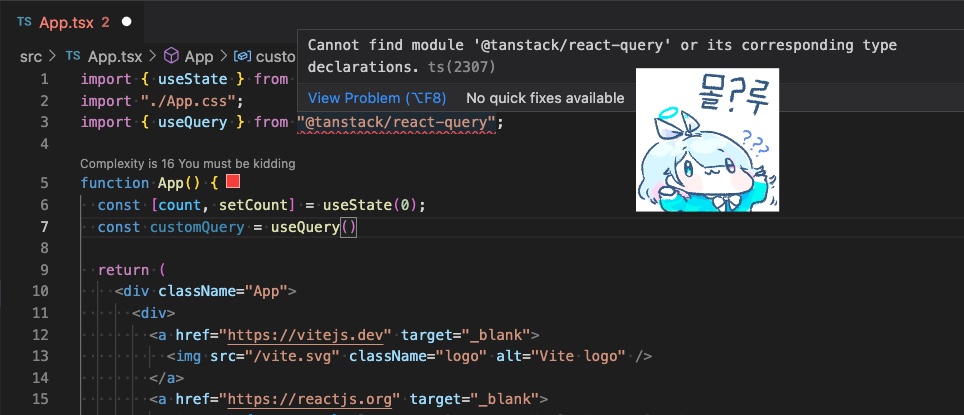 TS App.tsx 2
src > TS App.tsx > App > custo
Cannot find module '@tanstack/react-query' or its corresponding type
declarations. ts(2307)
View Problem (⌥F8) No quick fixes available
몰?루
???
1 import { useState } from
2 import "./App.css";
3 import { useQuery } from "@tanstack/react-query";
4
Complexity is 16 You must be kidding
5 function App() {
6 const [count, setCount] = useState(0);
7 const customQuery = useQuery()
8
9 return (
10 <div className="App">
11 <div>
12 <a href="https://vitejs.dev" target="_blank">
13 <img src="/vite.svg" className="logo" alt="Vite logo" />
14 </a>
15 <a href="https://reactjs.org" target="_blank">